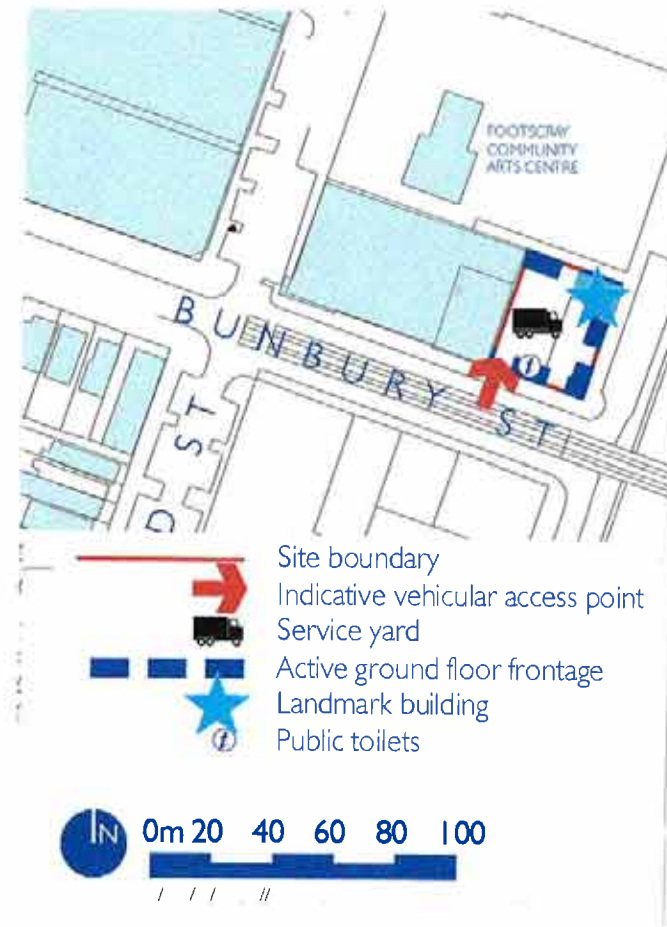 FOOTSCRAY
COMMUNITY
ARTS CENTRE
BUNBURY ST
D ST
Site boundary
Indicative vehicular access point
Service yard
Active ground floor frontage
Landmark building
Public toilets
N
0m 20 40 60 80 100